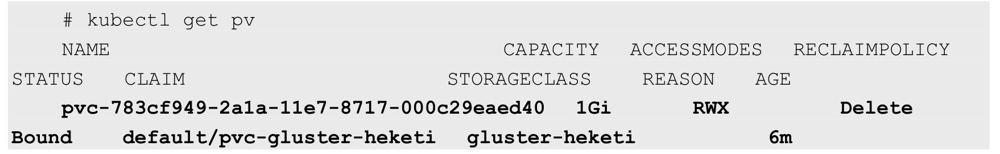 # kubectl get pv
NAME CAPACITY ACCESSMODES RECLAIMPOLICY
STATUS CLAIM STORAGECLASS REASON AGE
pvc-783cf949-2a1a-11e7-8717-000c29eaed40 1Gi RWX Delete
Bound default/pvc-gluster-heketi gluster-heketi 6m